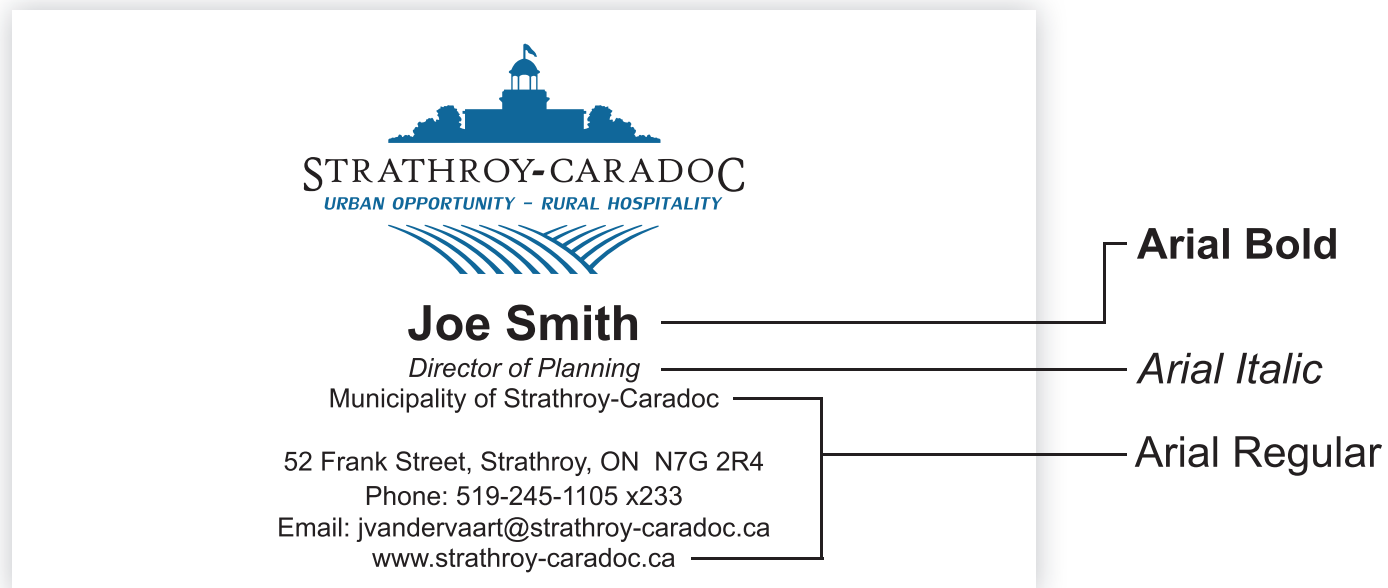 STRATHROY-CARADOC
URBAN OPPORTUNITY – RURAL HOSPITALITY
Joe Smith
Director of Planning
Municipality of Strathroy-Caradoc
52 Frank Street, Strathroy, ON  N7G 2R4
Phone: 519-245-1105 x233
Email: jvandervaart@strathroy-caradoc.ca
www.strathroy-caradoc.ca
Arial Bold
Arial Italic
Arial Regular